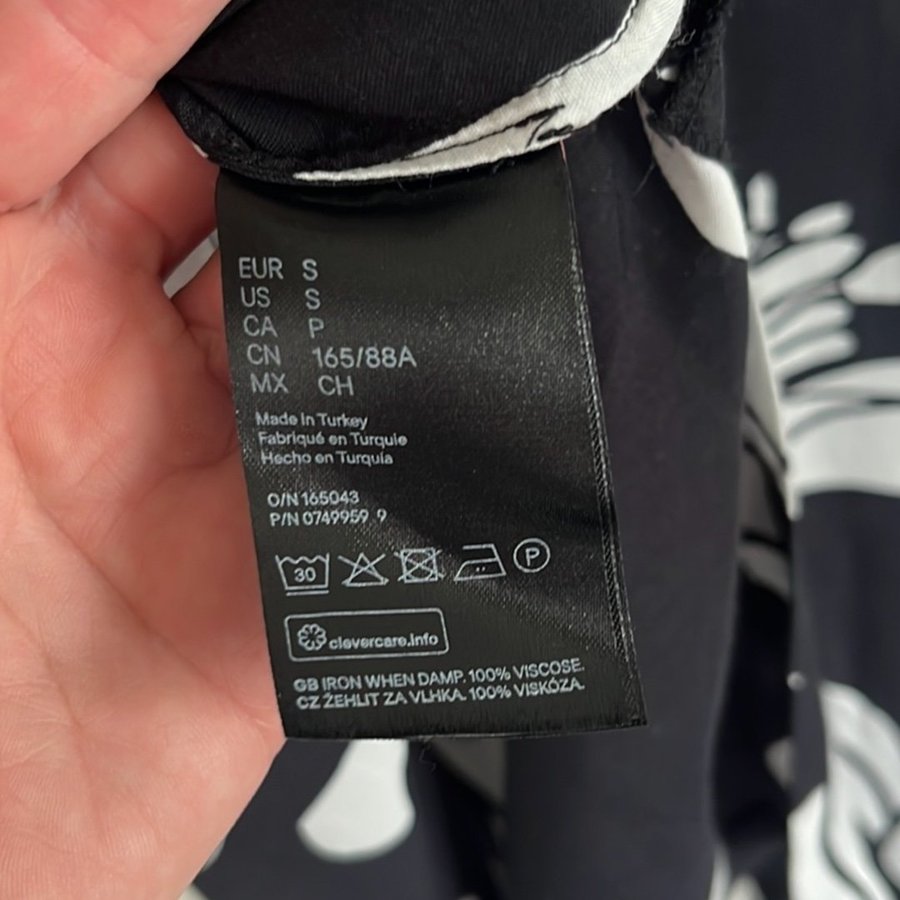 EUR S
US S
CA P
CN 165/88A
MX CH
Made in Turkey
Fabriqué en Turquie
Hecho en Turquia
O/N 165043
P/N 0749959 9
30 P
clevercare.info
GB IRON WHEN DAMP. 100% VISCOSE.
CZ ŽEHLIT ZA VLHKA. 100% VISKÓZA.